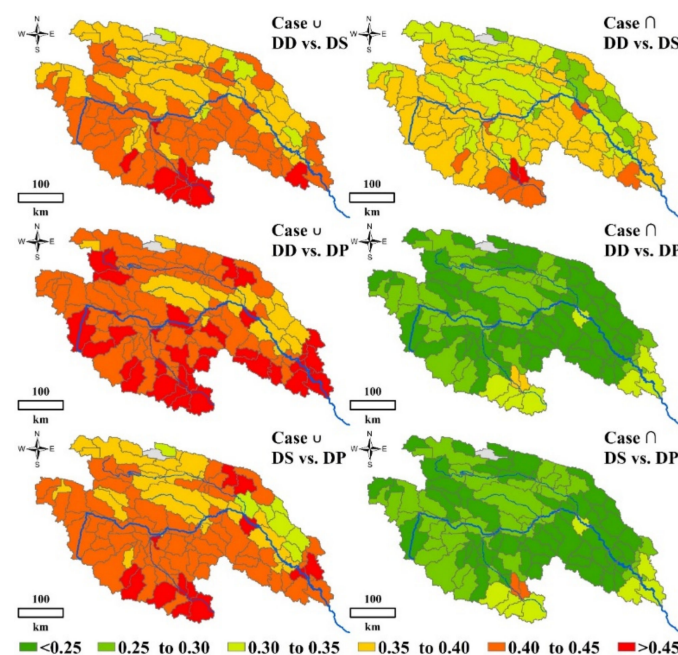 N
W E
S
Case ∪
DD vs. DS
100
km
N
W E
S
Case ∩
DD vs. DS
100
km
N
W E
S
Case ∪
DD vs. DP
100
km
N
W E
S
Case ∩
DD vs. DP
100
km
N
W E
S
Case ∪
DS vs. DP
100
km
N
W E
S
Case ∩
DS vs. DP
100
km
<0.25 0.25 to 0.30 0.30 to 0.35 0.35 to 0.40 0.40 to 0.45 >0.45